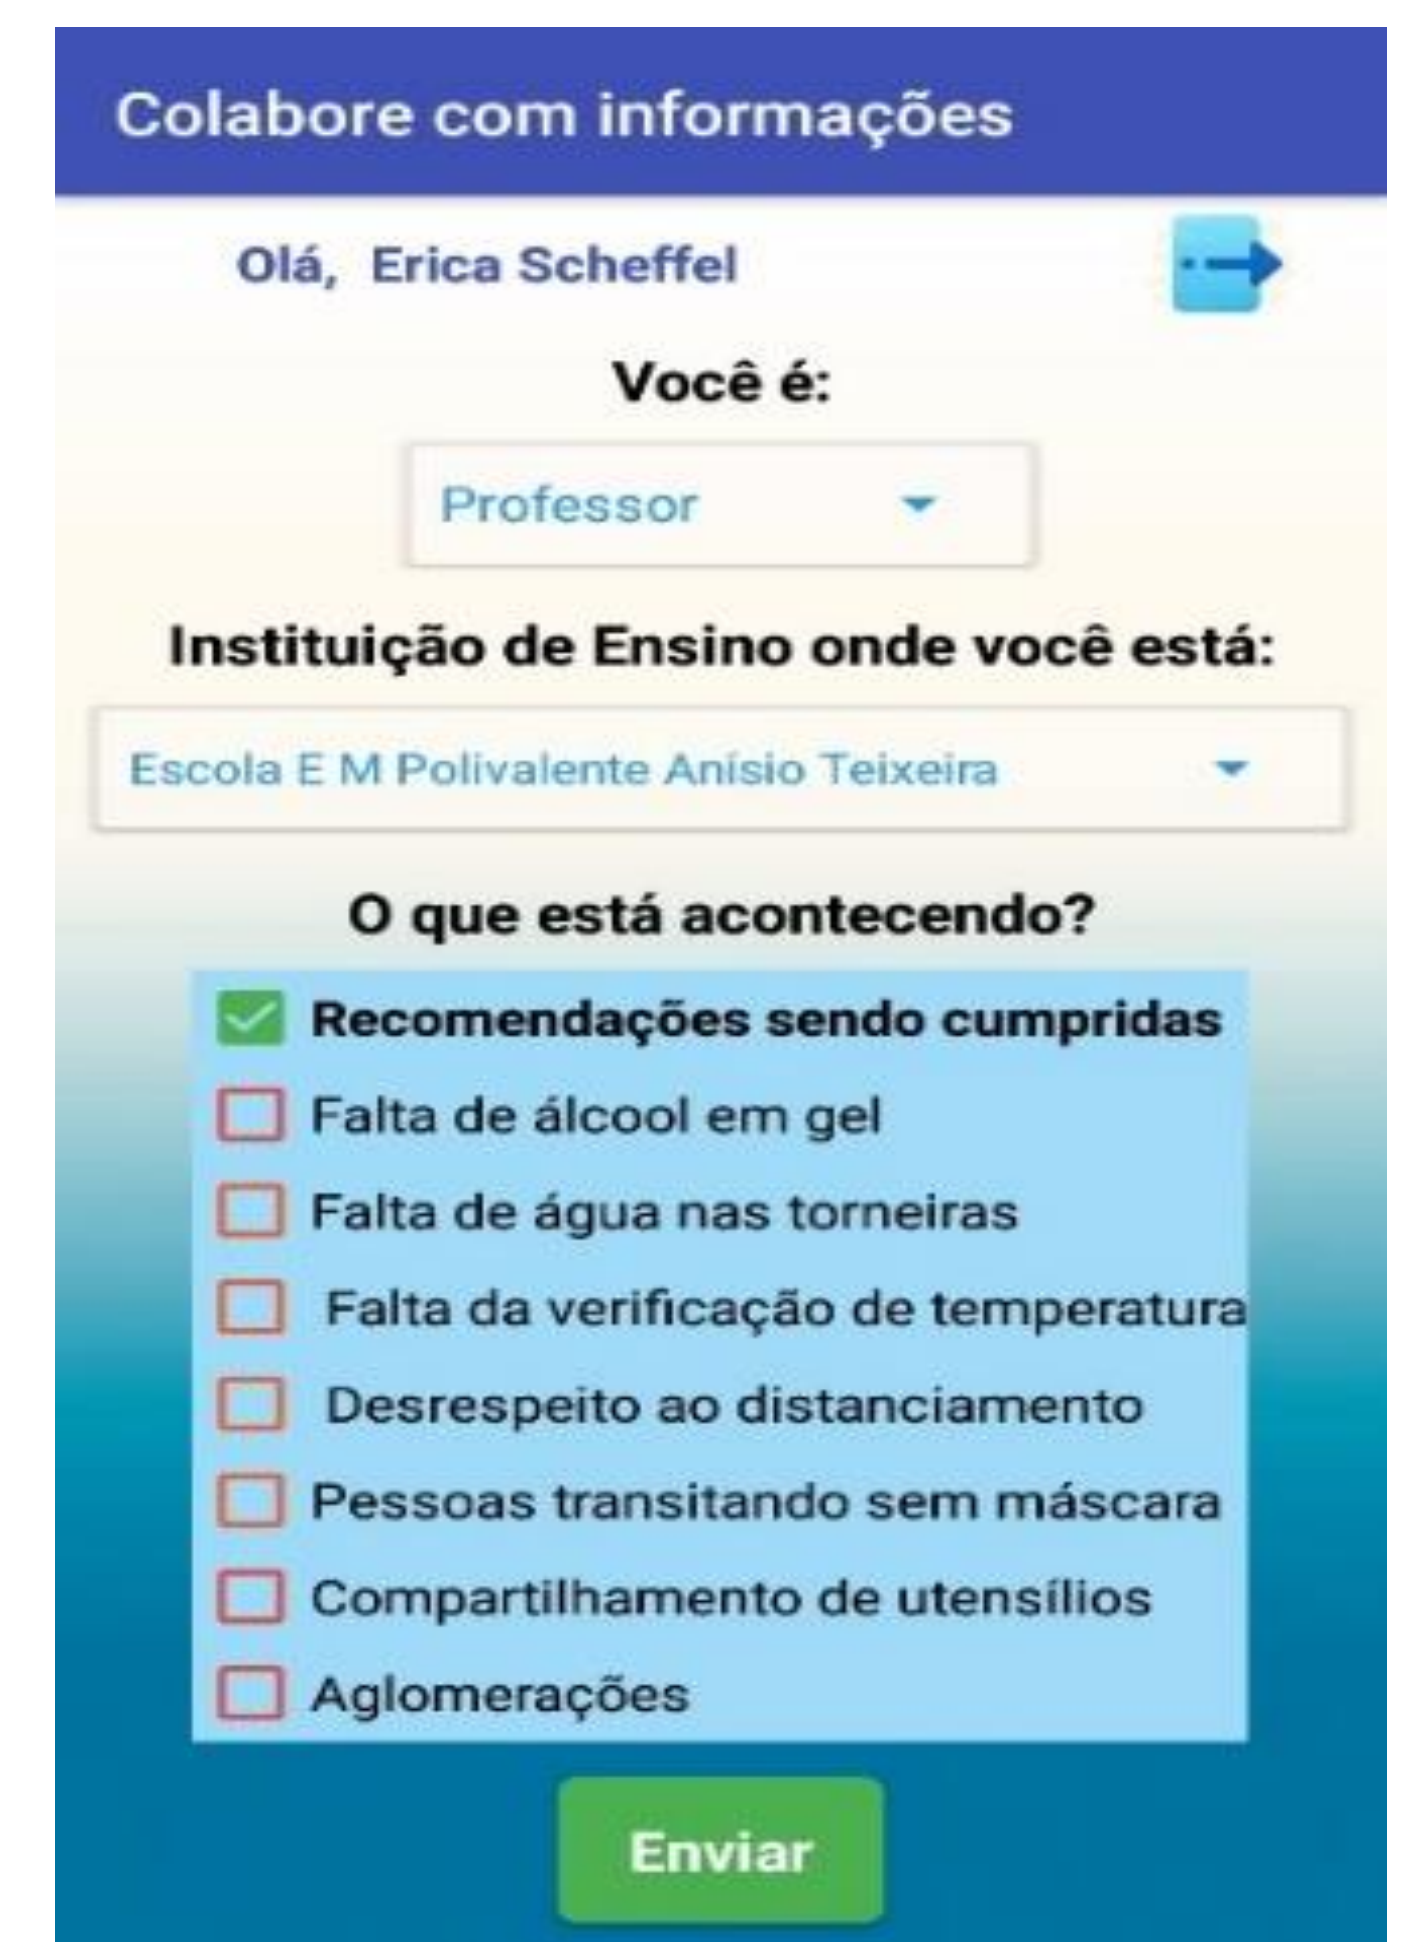 Colabore com informações
Olá,  Erica Scheffel
Você é:
Professor
Instituição de Ensino onde você está:
Escola E M Polivalente Anísio Teixeira
O que está acontecendo?
Recomendações sendo cumpridas
Falta de álcool em gel
Falta de água nas torneiras
Falta da verificação de temperatura
Desrespeito ao distanciamento
Pessoas transitando sem máscara
Compartilhamento de utensílios
Aglomerações
Enviar